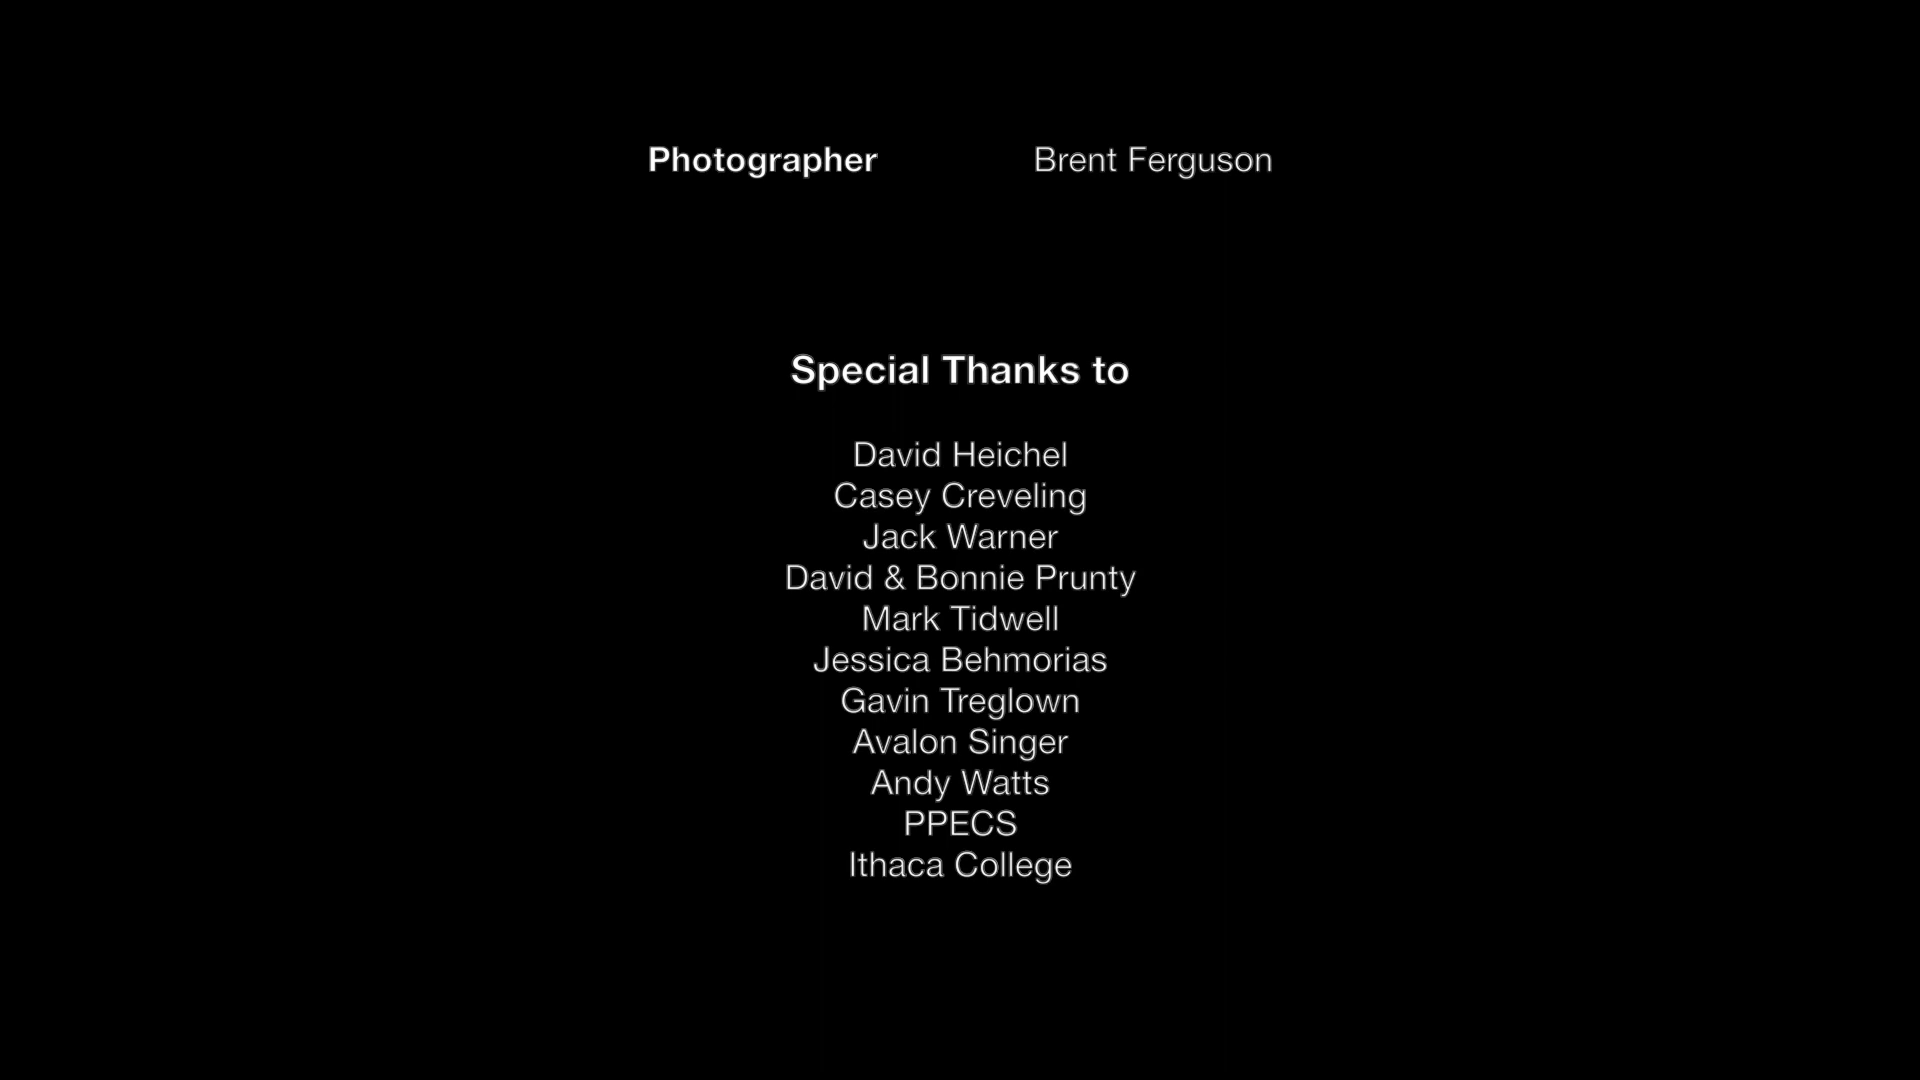 Photographer Brent Ferguson
Special Thanks to
David Heichel
Casey Creveling
Jack Warner
David & Bonnie Prunty
Mark Tidwell
Jessica Behmorias
Gavin Treglown
Avalon Singer
Andy Watts
PPECS
Ithaca College